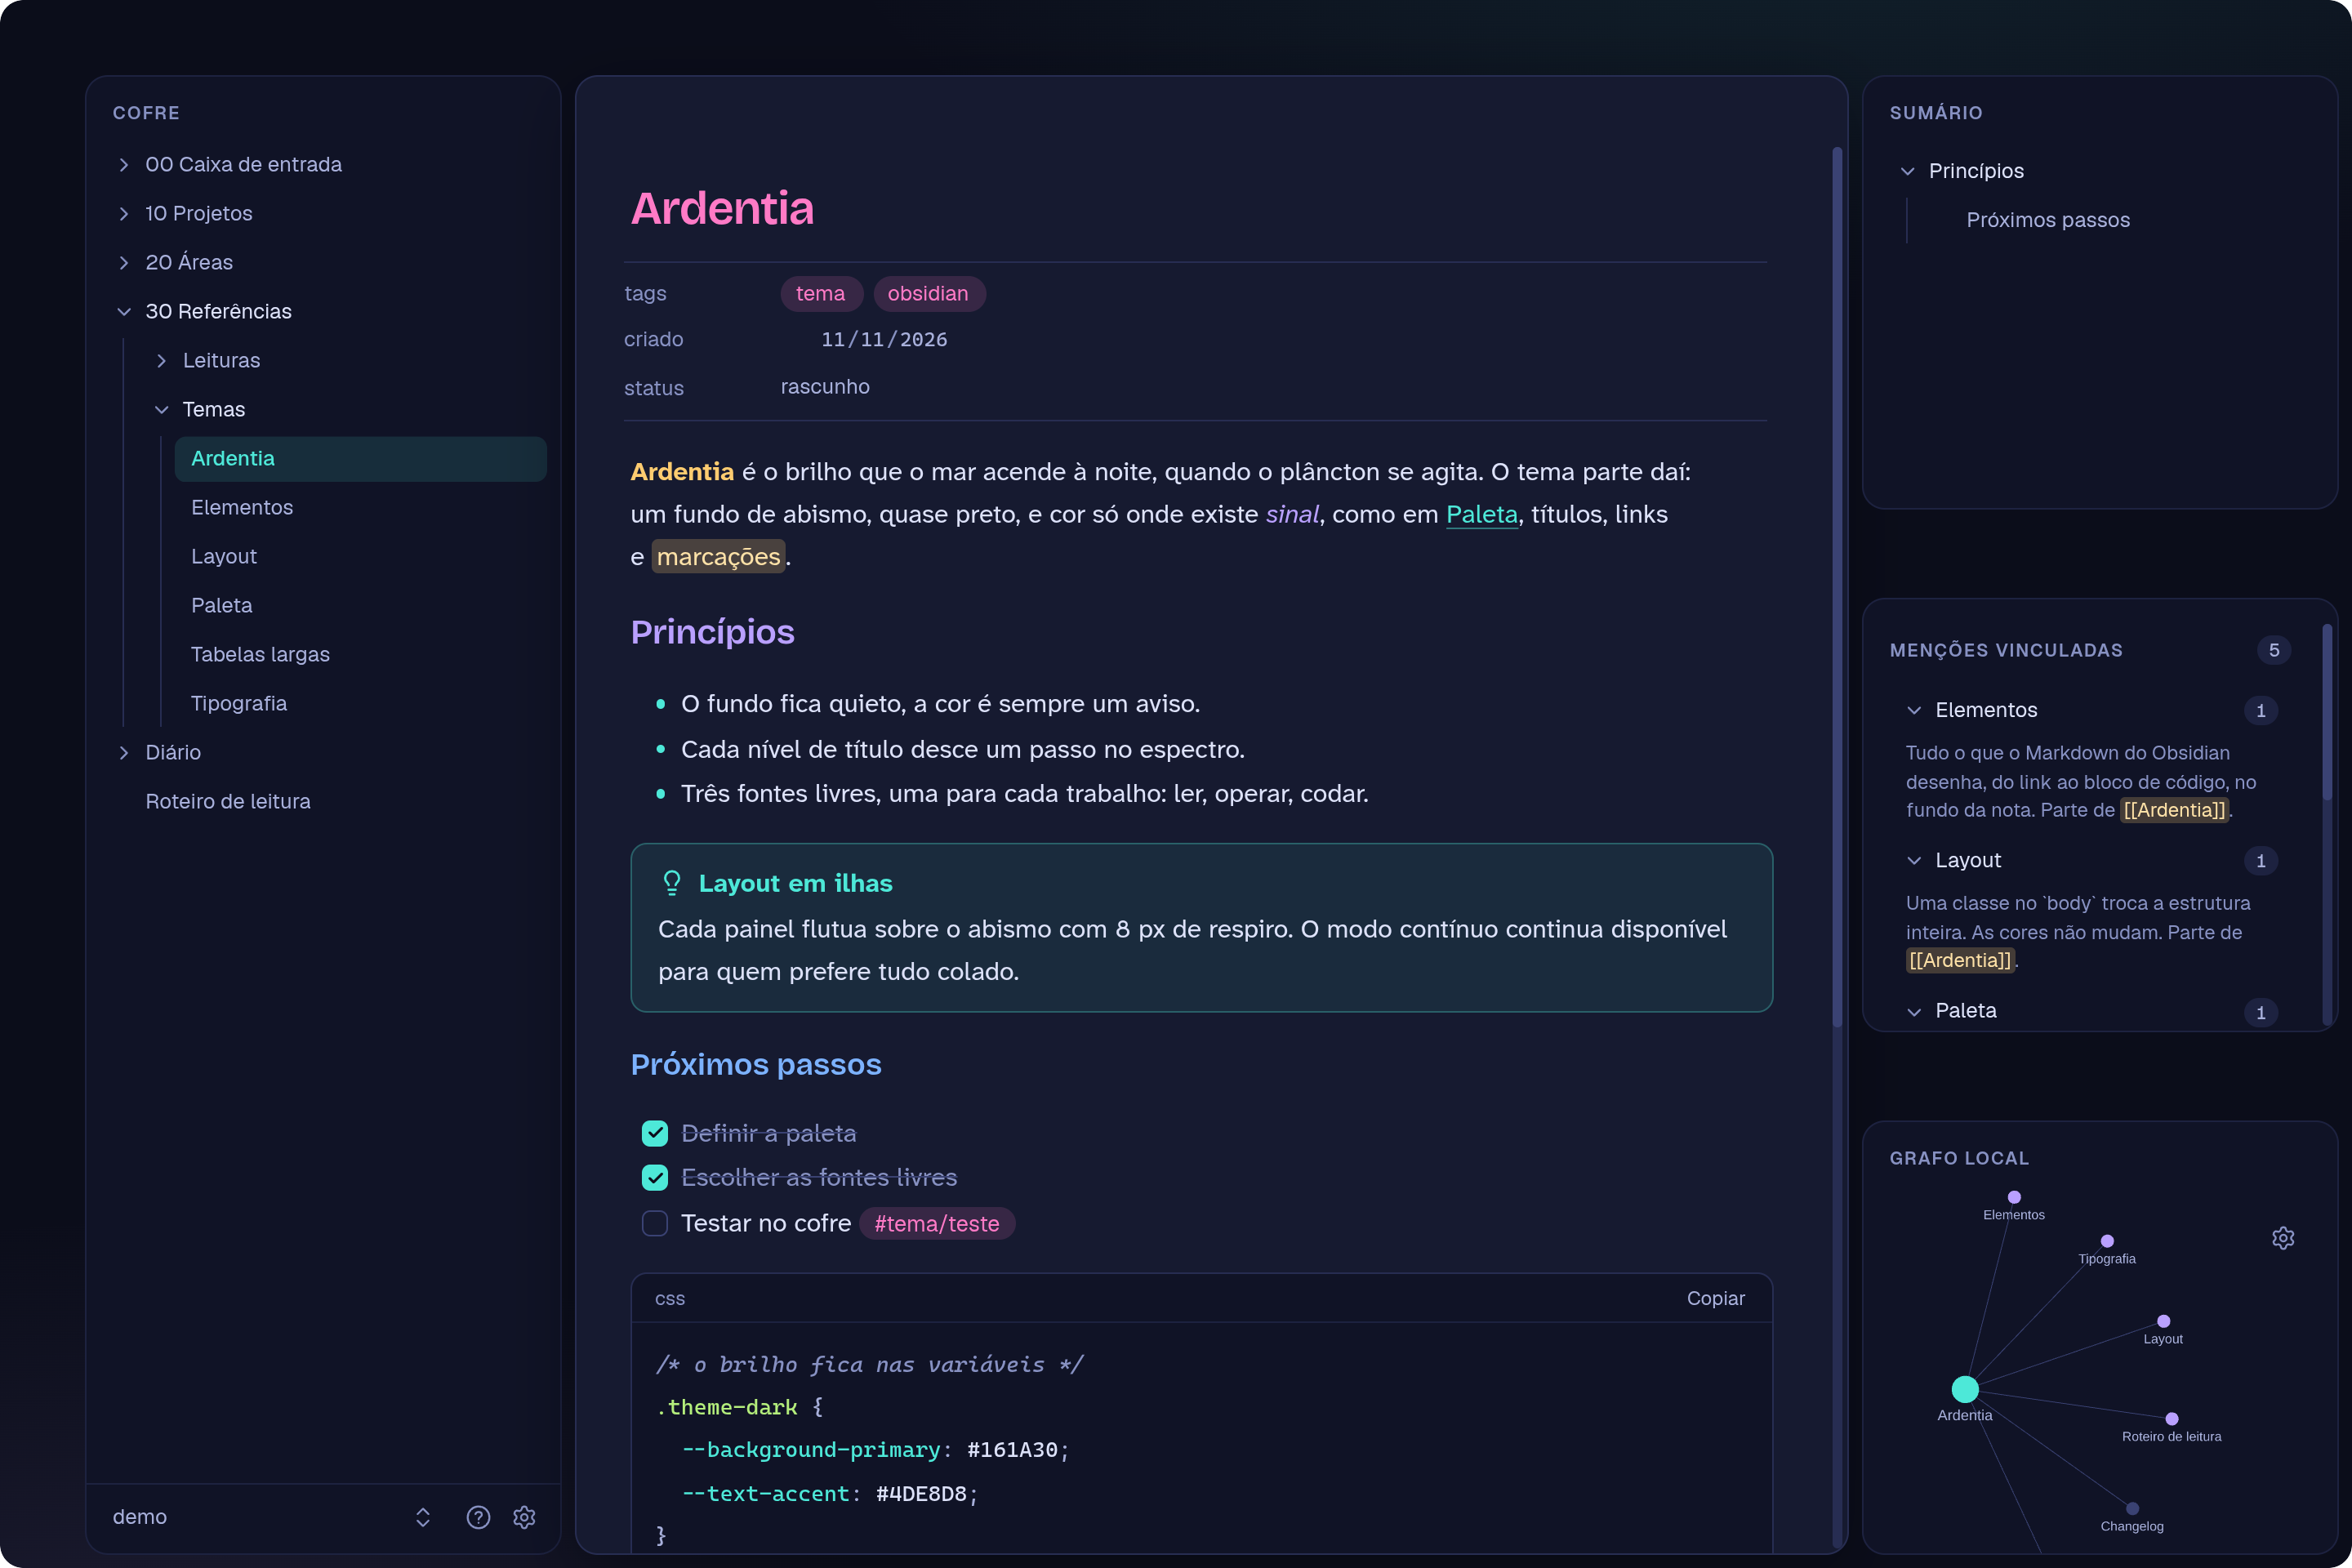 COFRE
00 Caixa de entrada
10 Projetos
20 Áreas
30 Referências
Leituras
Temas
Ardentia
Elementos
Layout
Paleta
Tabelas largas
Tipografia
Diário
Roteiro de leitura
demo
Ardentia
tags tema obsidian
criado 11/11/2026
status rascunho
Ardentia é o brilho que o mar acende à noite, quando o plâncton se agita. O tema parte daí:
um fundo de abismo, quase preto, e cor só onde existe sinal, como em Paleta, títulos, links
e marcações.
Princípios
• O fundo fica quieto, a cor é sempre um aviso.
• Cada nível de título desce um passo no espectro.
• Três fontes livres, uma para cada trabalho: ler, operar, codar.
Layout em ilhas
Cada painel flutua sobre o abismo com 8 px de respiro. O modo contínuo continua disponível
para quem prefere tudo colado.
Próximos passos
Definir a paleta
Escolher as fontes livres
Testar no cofre #tema/teste
css Copiar
/* o brilho fica nas variáveis */
.theme-dark {
--background-primary: #161A30;
--text-accent: #4DE8D8;
}
SUMÁRIO
Princípios
Próximos passos
MENÇÕES VINCULADAS 5
Elementos 1
Tudo o que o Markdown do Obsidian
desenha, do link ao bloco de código, no
fundo da nota. Parte de [[Ardentia]].
Layout 1
Uma classe no `body` troca a estrutura
inteira. As cores não mudam. Parte de
[[Ardentia]].
Paleta 1
GRAFO LOCAL
Elementos
Tipografia
Layout
Ardentia
Roteiro de leitura
Changelog